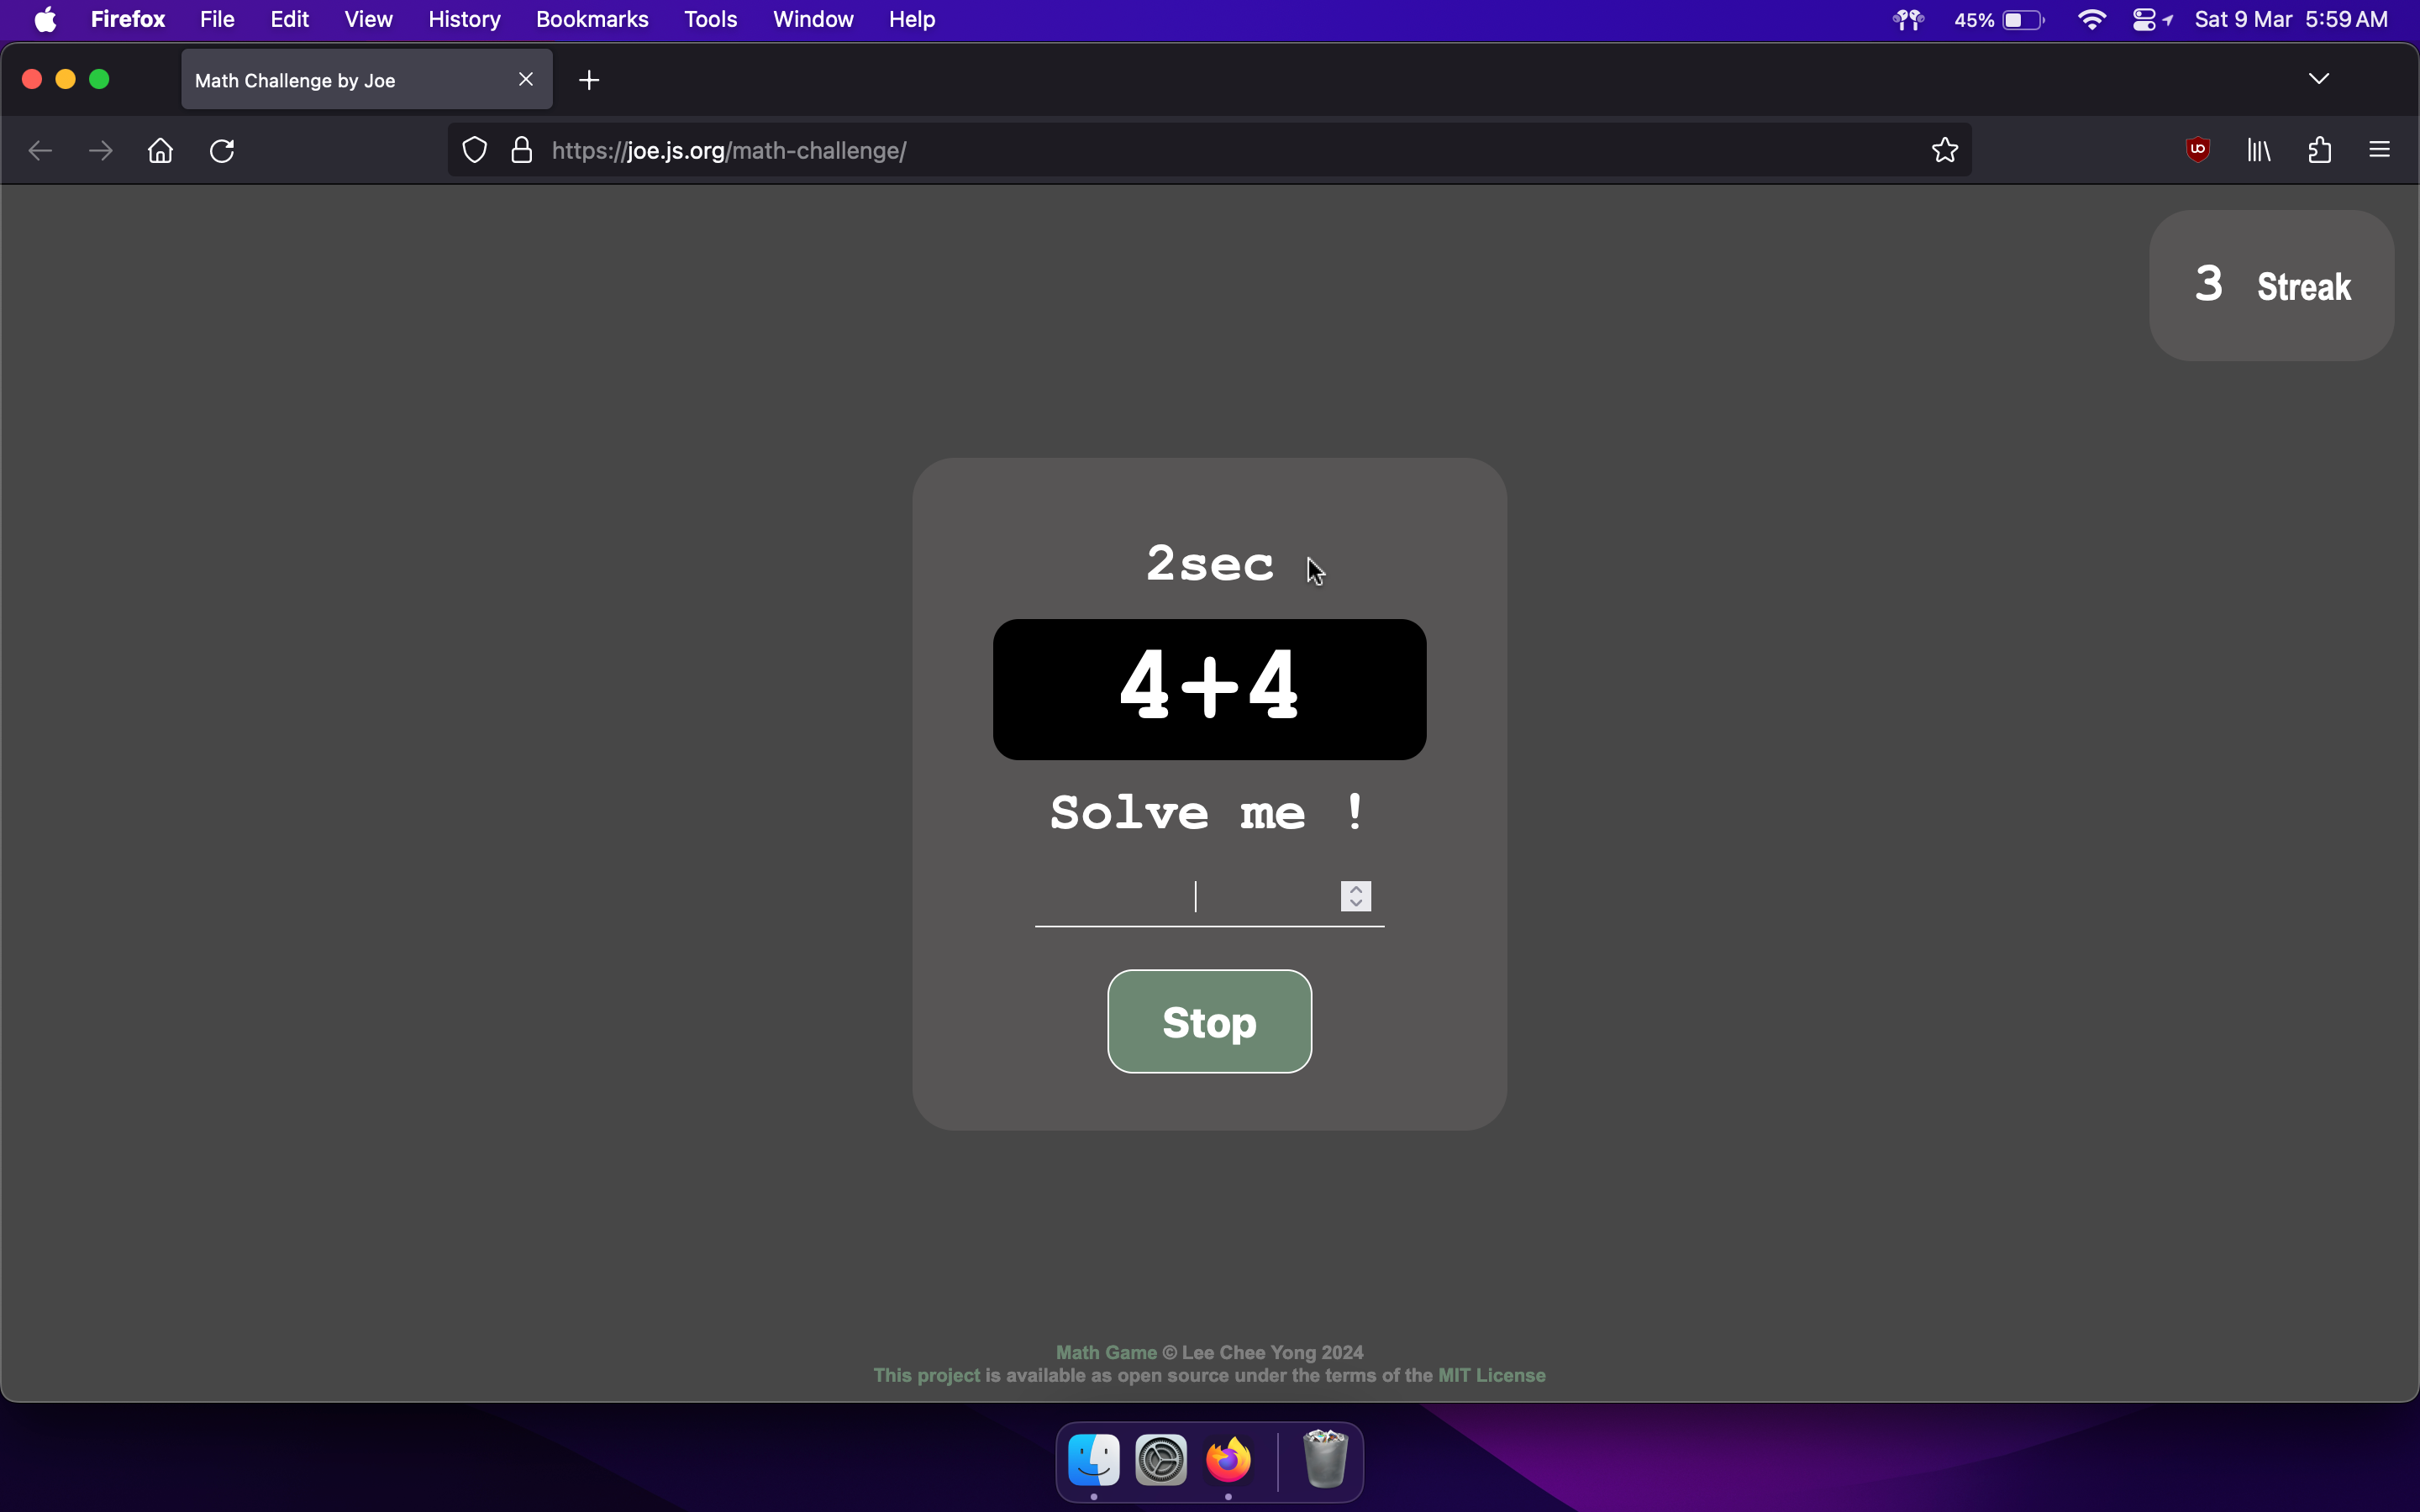 Firefox File Edit View History Bookmarks Tools Window Help 45% Sat 9 Mar 5:59 AM
Math Challenge by Joe
https://joe.js.org/math-challenge/
3 Streak
2sec
4+4
Solve me !
Stop
Math Game © Lee Chee Yong 2024
This project is available as open source under the terms of the MIT License